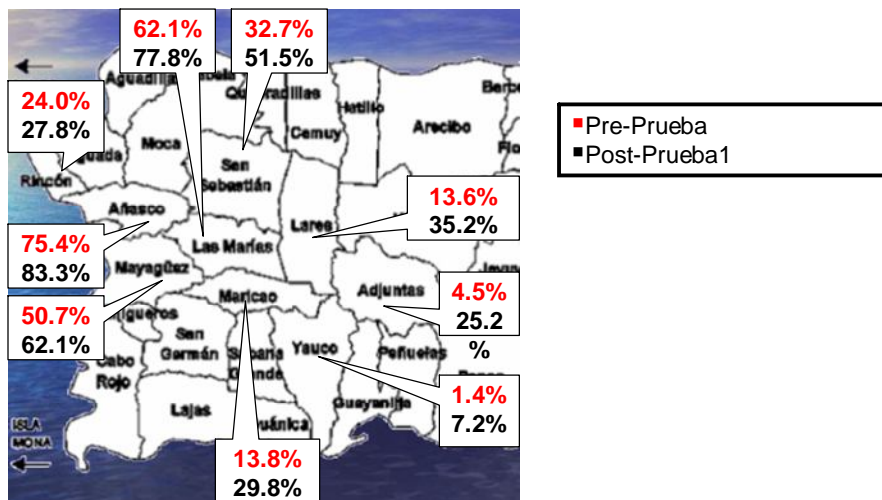 62.1%
77.8%
32.7%
51.5%
Aguadilla
Hatillo
24.0%
27.8%
Camuy
Arecibo
Moca
San
Sebastián
Rincón
Añasco
Lares
13.6%
35.2%
75.4%
83.3%
Las Marías
Mayagüez
Maricao
Adjuntas
4.5%
25.2
%
50.7%
62.1%
San
Germán
Yauco
Peñuelas
Cabo
Rojo
1.4%
7.2%
Lajas
Guayanilla
ISLA
MONA
13.8%
29.8%
Pre-Prueba
Post-Prueba1